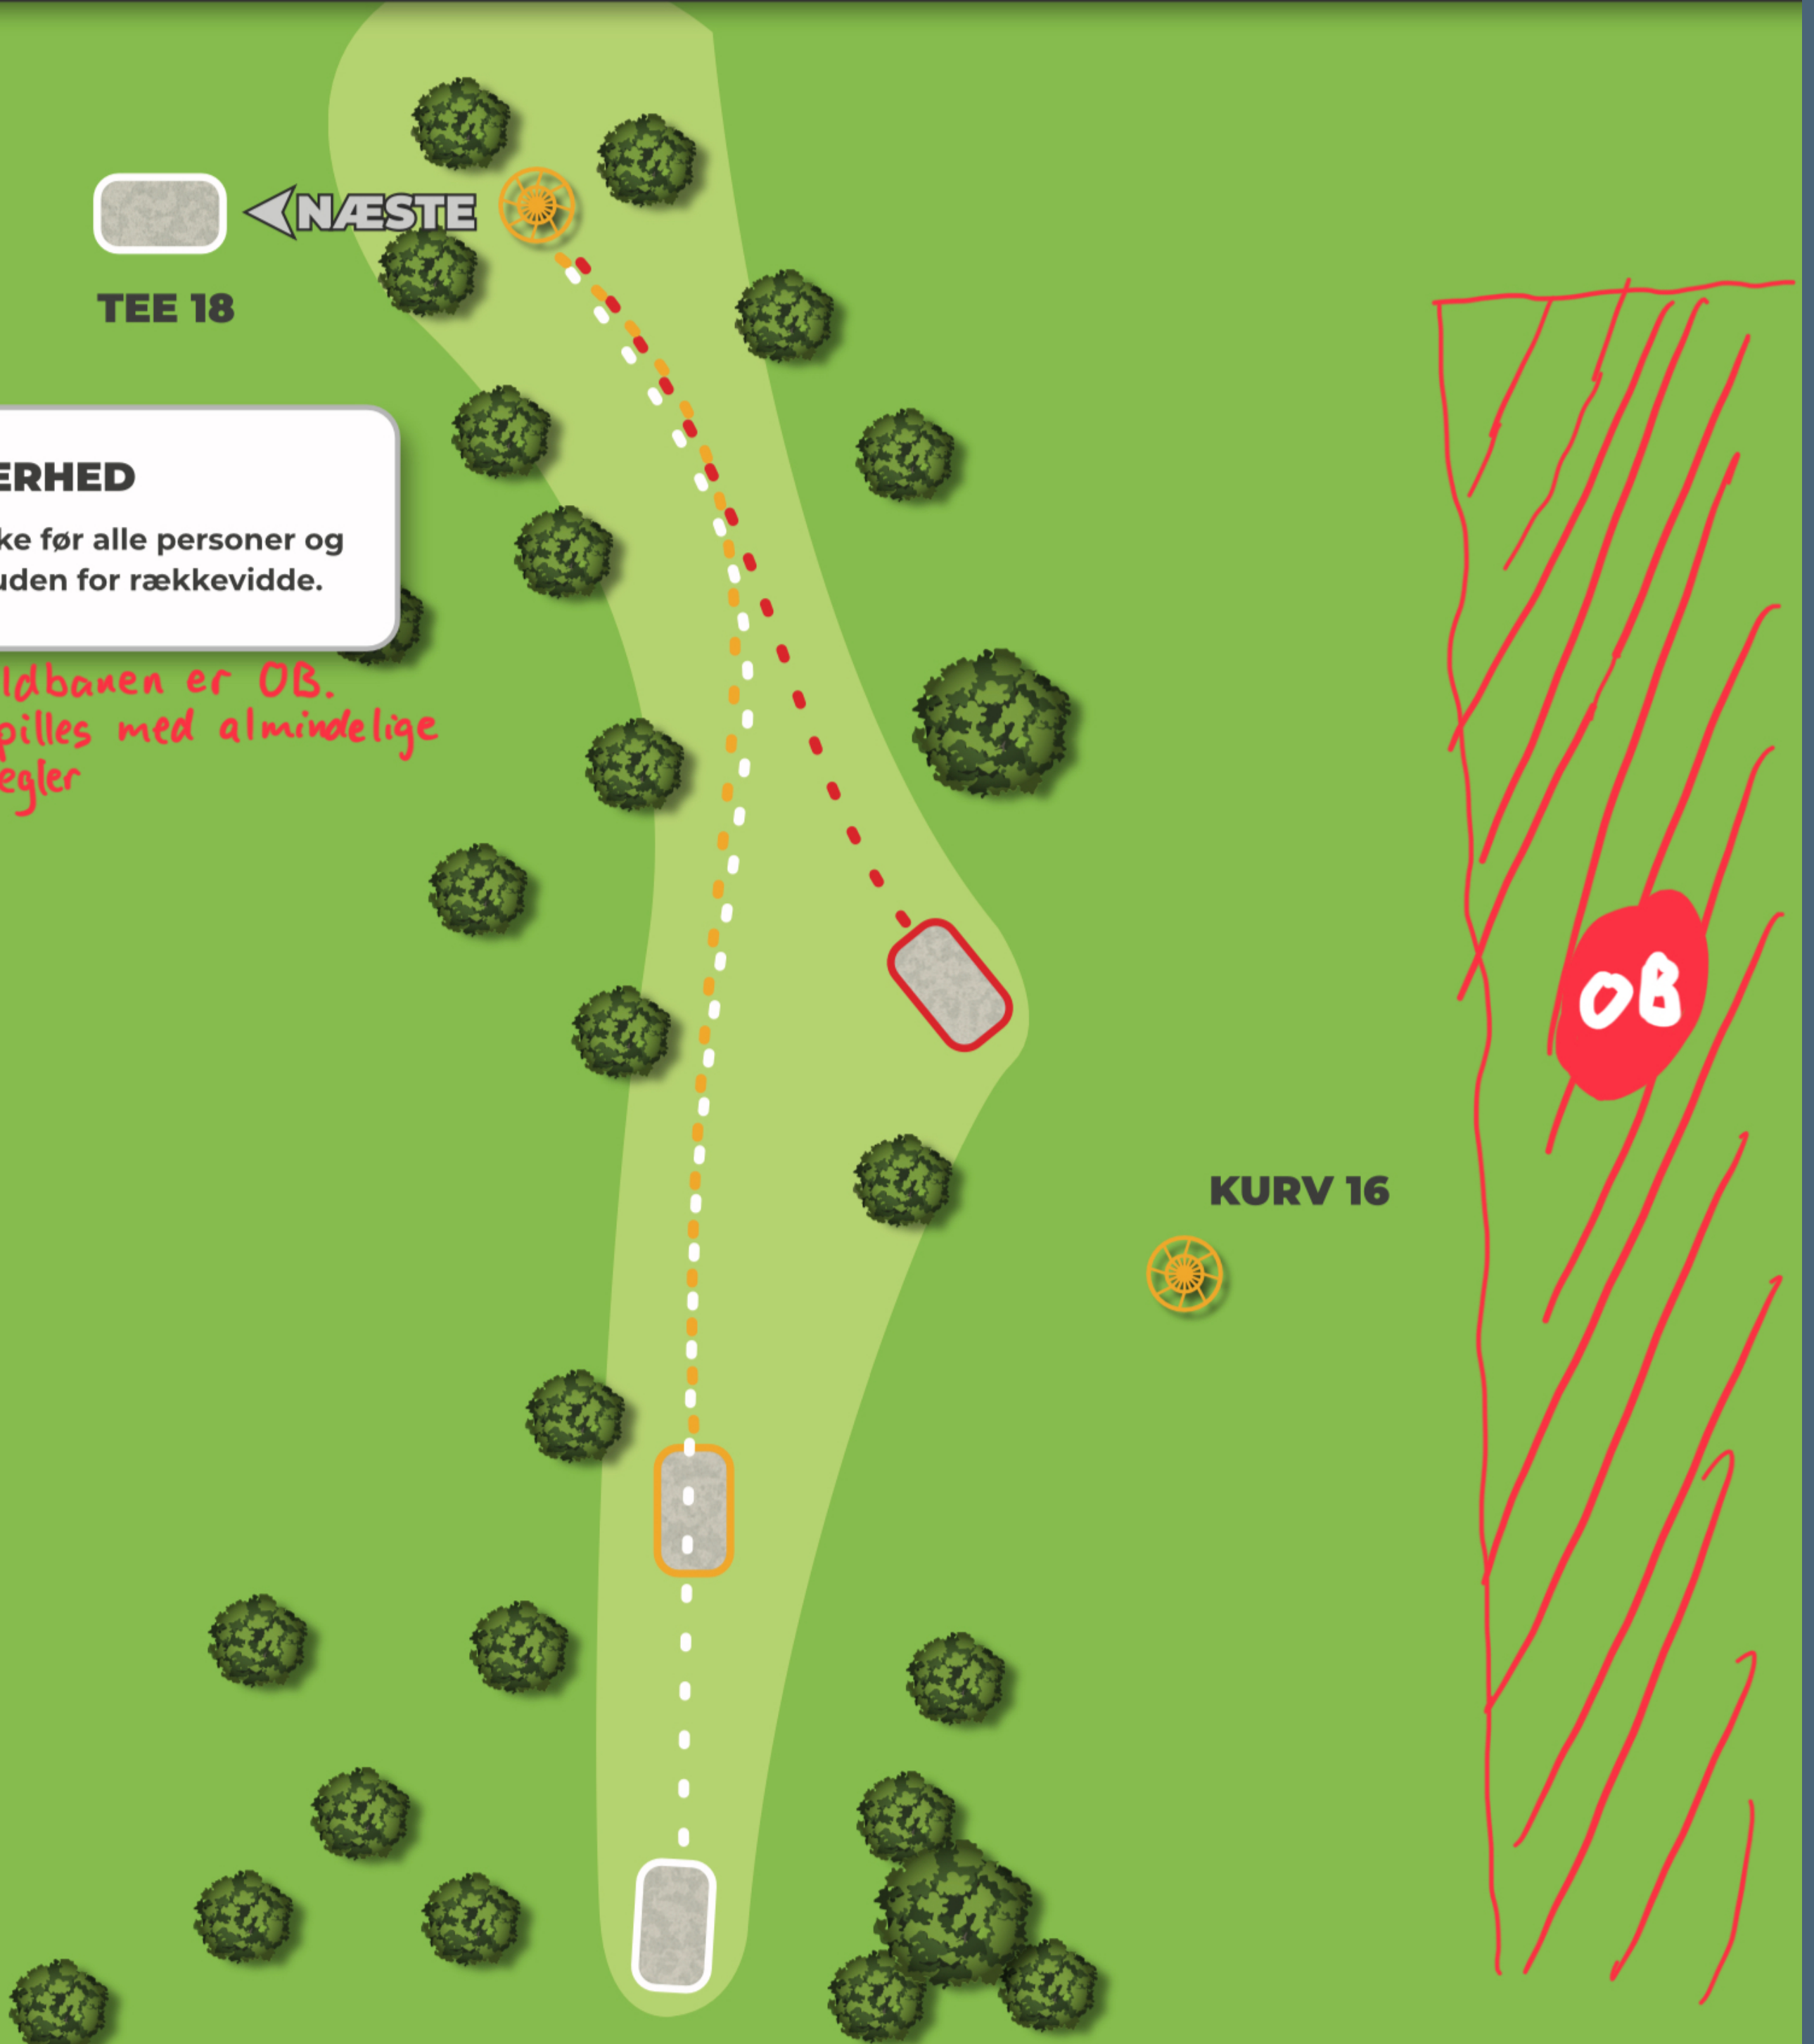 NÆSTE
TEE 18
ERHED
ke før alle personer og
uden for rækkevidde.
ldbanen er OB.
pilles med almindelige
egler
OB
KURV 16